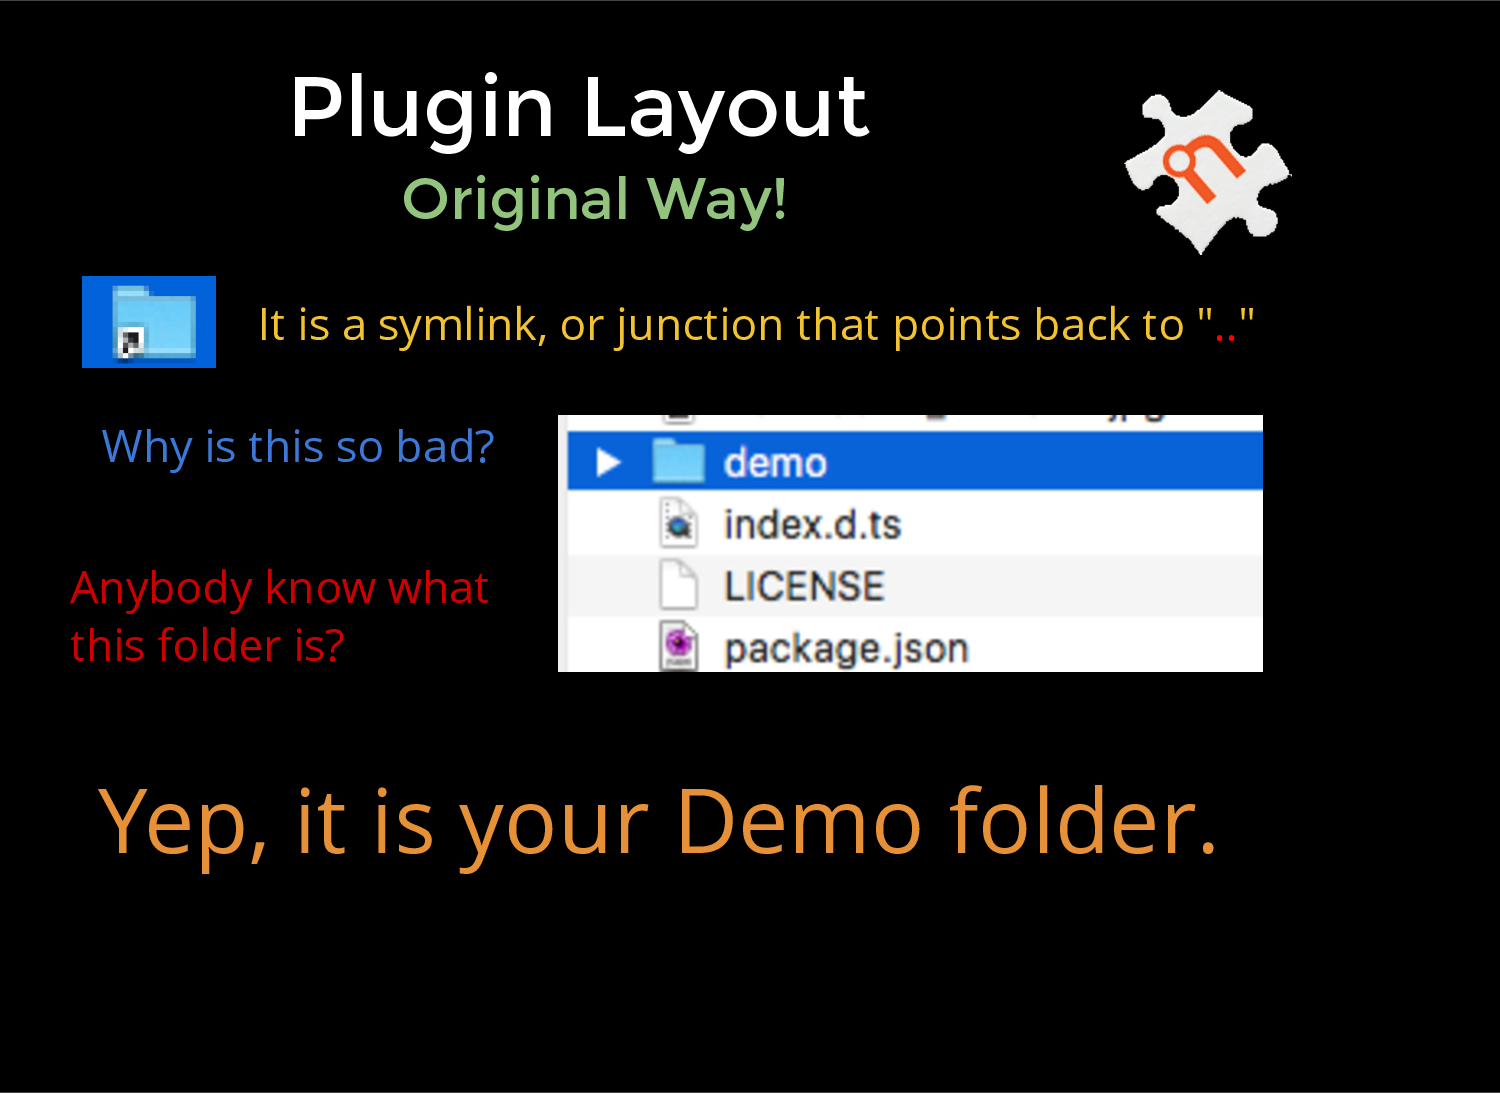 Plugin Layout
Original Way!
It is a symlink, or junction that points back to ".."
Why is this so bad?
Anybody know what
this folder is?
demo
index.d.ts
LICENSE
package.json
Yep, it is your Demo folder.